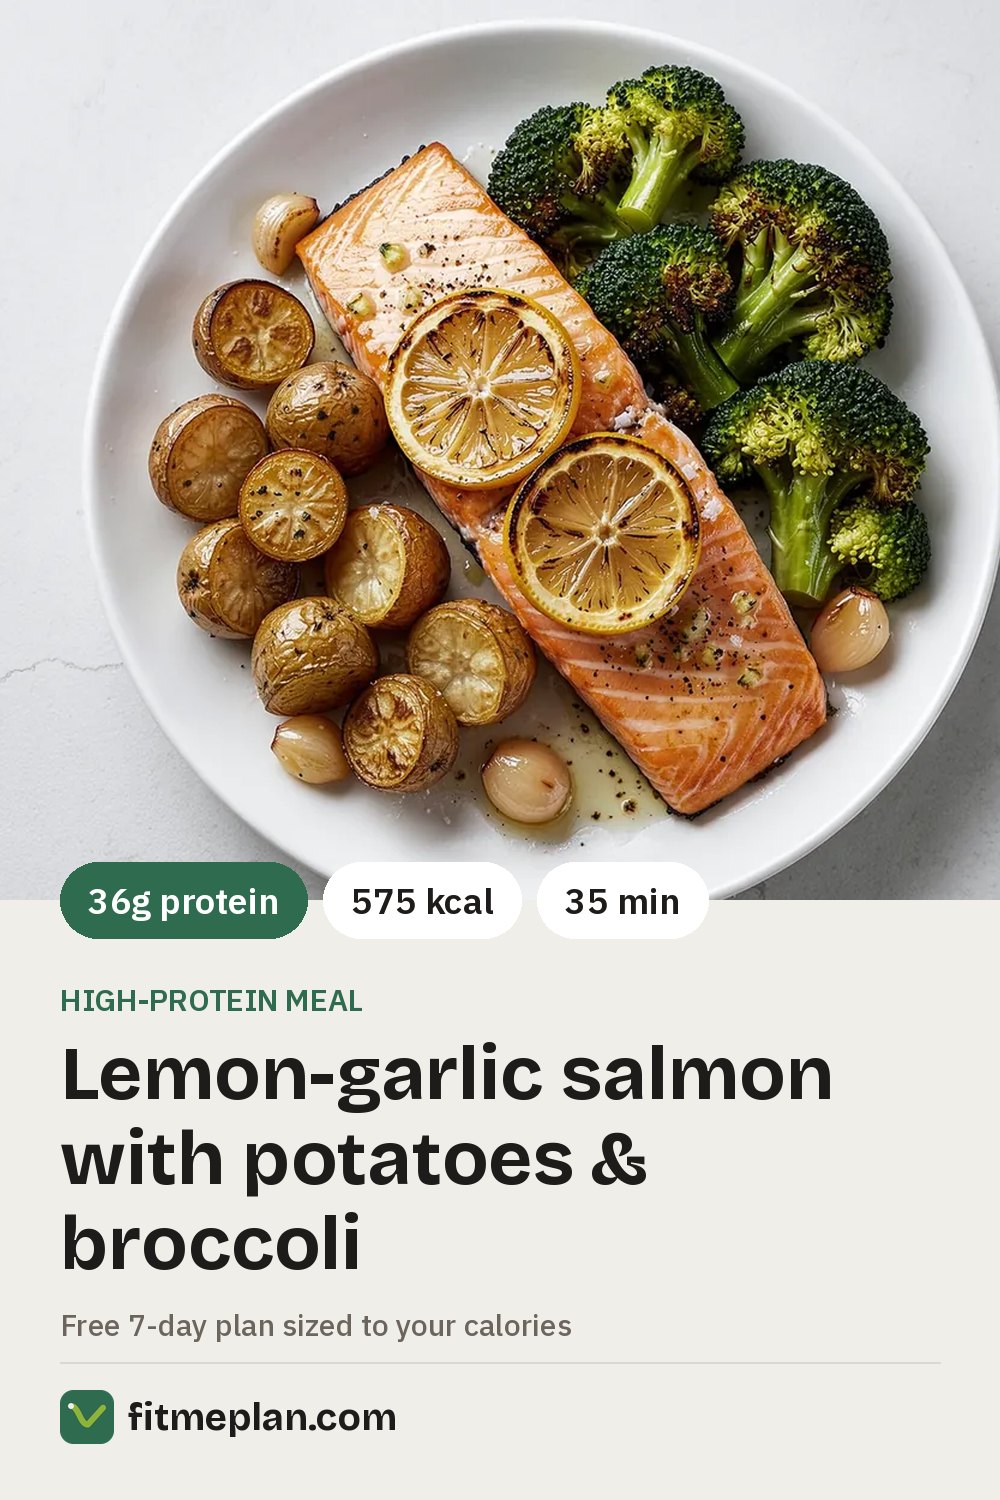 36g protein
575 kcal
35 min
HIGH-PROTEIN MEAL
Lemon-garlic salmon
with potatoes &
broccoli
Free 7-day plan sized to your calories
fitmeplan.com